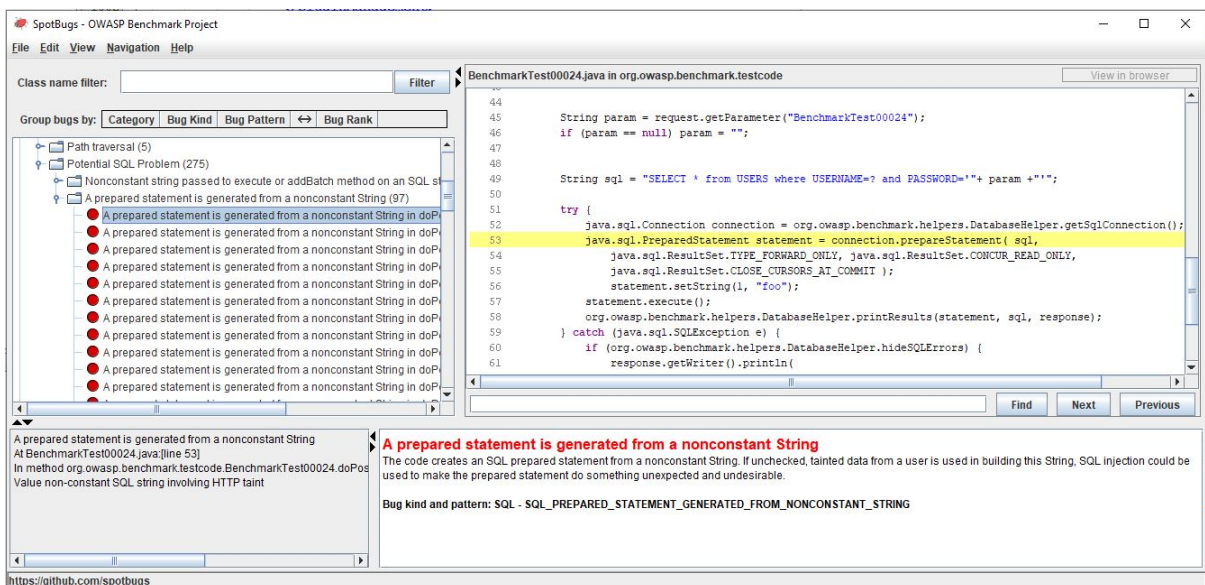 SpotBugs - OWASP Benchmark Project
File Edit View Navigation Help
Class name filter: Filter
Group bugs by: Category Bug Kind Bug Pattern ↔ Bug Rank
Path traversal (5)
Potential SQL Problem (275)
Nonconstant string passed to execute or addBatch method on an SQL st
A prepared statement is generated from a nonconstant String (97)
A prepared statement is generated from a nonconstant String in doPo
A prepared statement is generated from a nonconstant String in doPo
A prepared statement is generated from a nonconstant String in doPo
A prepared statement is generated from a nonconstant String in doPo
A prepared statement is generated from a nonconstant String in doPo
A prepared statement is generated from a nonconstant String in doPo
A prepared statement is generated from a nonconstant String in doPo
A prepared statement is generated from a nonconstant String in doPo
A prepared statement is generated from a nonconstant String in doPo
A prepared statement is generated from a nonconstant String in doPo
A prepared statement is generated from a nonconstant String in doPo
BenchmarkTest00024.java in org.owasp.benchmark.testcode View in browser
44
45 String param = request.getParameter("BenchmarkTest00024");
46 if (param == null) param = "";
47
48
49 String sql = "SELECT * from USERS where USERNAME=? and PASSWORD='"+ param +"'";
50
51 try {
52 java.sql.Connection connection = org.owasp.benchmark.helpers.DatabaseHelper.getSqlConnection();
53 java.sql.PreparedStatement statement = connection.prepareStatement( sql,
54 java.sql.ResultSet.TYPE_FORWARD_ONLY, java.sql.ResultSet.CONCUR_READ_ONLY,
55 java.sql.ResultSet.CLOSE_CURSORS_AT_COMMIT );
56 statement.setString(1, "foo");
57 statement.execute();
58 org.owasp.benchmark.helpers.DatabaseHelper.printResults(statement, sql, response);
59 } catch (java.sql.SQLException e) {
60 if (org.owasp.benchmark.helpers.DatabaseHelper.hideSQLErrors) {
61 response.getWriter().println(
Find Next Previous
A prepared statement is generated from a nonconstant String
At BenchmarkTest00024.java:[line 53]
In method org.owasp.benchmark.testcode.BenchmarkTest00024.doPos
Value non-constant SQL string involving HTTP taint
A prepared statement is generated from a nonconstant String
The code creates an SQL prepared statement from a nonconstant String. If unchecked, tainted data from a user is used in building this String, SQL injection could be
used to make the prepared statement do something unexpected and undesirable.
Bug kind and pattern: SQL - SQL_PREPARED_STATEMENT_GENERATED_FROM_NONCONSTANT_STRING
https://github.com/spotbugs